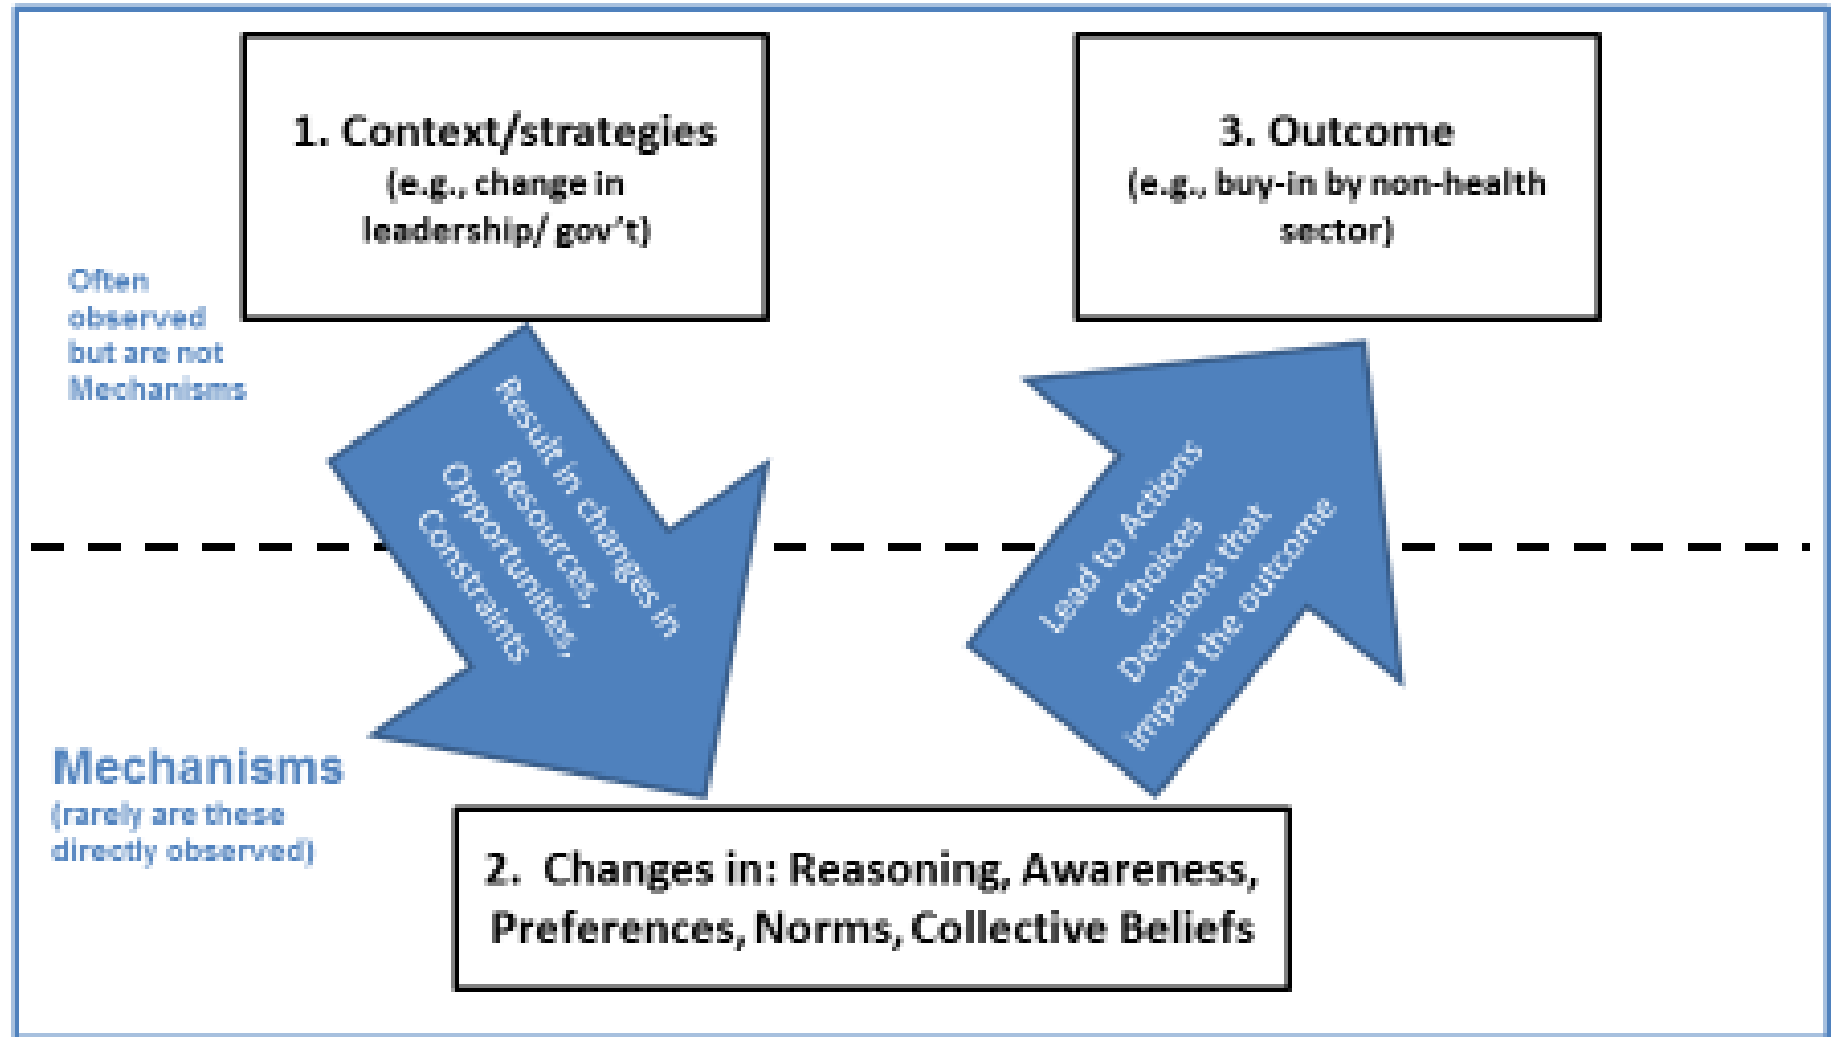 1. Context/strategies
(e.g., change in
leadership/ gov't)
3. Outcome
(e.g., buy-in by non-health
sector)
Often
observed
but are not
Mechanisms
Result in changes in
Resources,
Opportunities,
Constraints
Lead to Actions
Choices
Decisions that
impact the outcome
Mechanisms
(rarely are these
directly observed)
2.  Changes in: Reasoning, Awareness,
Preferences, Norms, Collective Beliefs